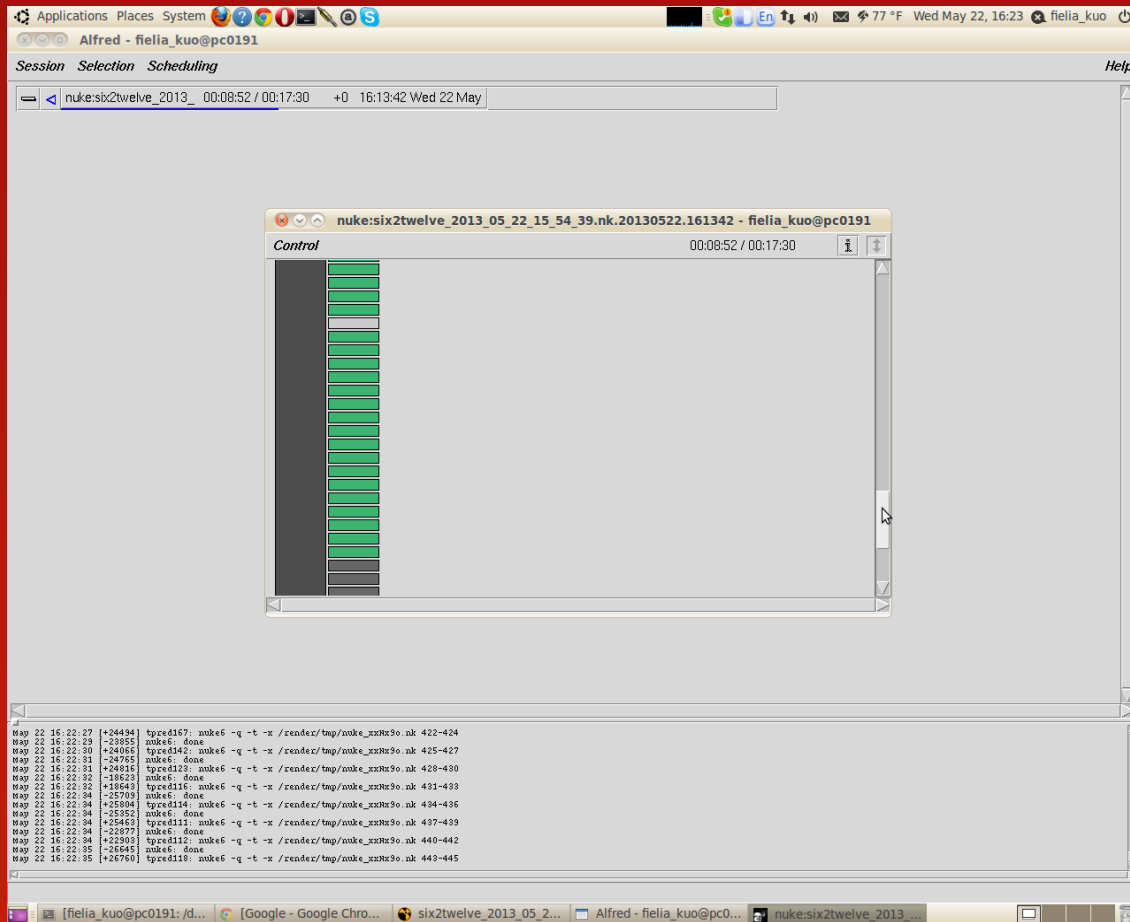 Applications Places System ? @ S En 77 °F Wed May 22, 16:23 fielia_kuo
Alfred - fielia_kuo@pc0191
Session Selection Scheduling Help
nuke:six2twelve_2013_ 00:08:52 / 00:17:30 +0 16:13:42 Wed 22 May
nuke:six2twelve_2013_05_22_15_54_39.nk.20130522.161342 - fielia_kuo@pc0191
Control 00:08:52 / 00:17:30 i
May 22 16:22:27 [+24494] tpred167: nuke6 -q -t -x /render/tmp/nuke_xxHx9o.nk 422-424
May 22 16:22:29 [-23855] nuke6: done
May 22 16:22:30 [+24066] tpred142: nuke6 -q -t -x /render/tmp/nuke_xxHx9o.nk 425-427
May 22 16:22:31 [-24765] nuke6: done
May 22 16:22:31 [+24816] tpred123: nuke6 -q -t -x /render/tmp/nuke_xxHx9o.nk 428-430
May 22 16:22:32 [-18623] nuke6: done
May 22 16:22:32 [+18643] tpred116: nuke6 -q -t -x /render/tmp/nuke_xxHx9o.nk 431-433
May 22 16:22:34 [-25709] nuke6: done
May 22 16:22:34 [+25804] tpred114: nuke6 -q -t -x /render/tmp/nuke_xxHx9o.nk 434-436
May 22 16:22:34 [-25352] nuke6: done
May 22 16:22:34 [+25463] tpred111: nuke6 -q -t -x /render/tmp/nuke_xxHx9o.nk 437-439
May 22 16:22:34 [-22877] nuke6: done
May 22 16:22:34 [+22903] tpred112: nuke6 -q -t -x /render/tmp/nuke_xxHx9o.nk 440-442
May 22 16:22:35 [-26645] nuke6: done
May 22 16:22:35 [+26760] tpred118: nuke6 -q -t -x /render/tmp/nuke_xxHx9o.nk 443-445
[fielia_kuo@pc0191: /d... [Google - Google Chro... six2twelve_2013_05_2... Alfred - fielia_kuo@pc0... nuke:six2twelve_2013_...